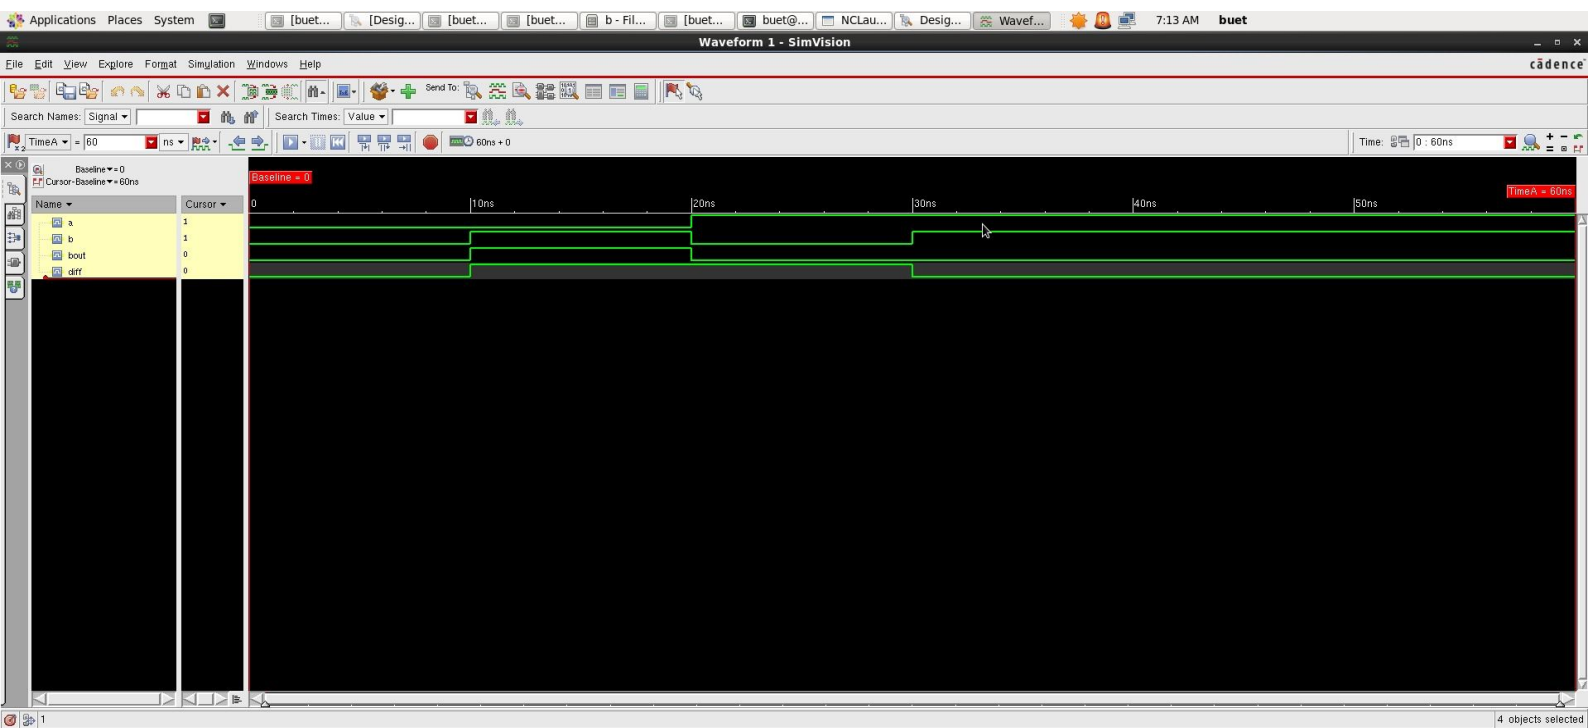 Applications Places System [buet... [Desig... [buet... [buet... b - Fil... [buet... buet@... NCLau... Desig... Wavef... 7:13 AM buet
Waveform 1 - SimVision
File Edit View Explore Format Simulation Windows Help cādence
Send To:
Search Names: Signal Search Times: Value
TimeA = 60 ns 60ns + 0 Time: 0 : 60ns
Baseline = 0
Cursor-Baseline = 60ns
Baseline = 0
TimeA = 60ns
Name Cursor 0 10ns 20ns 30ns 40ns 50ns
a 1
b 1
bout 0
diff 0
1 4 objects selected